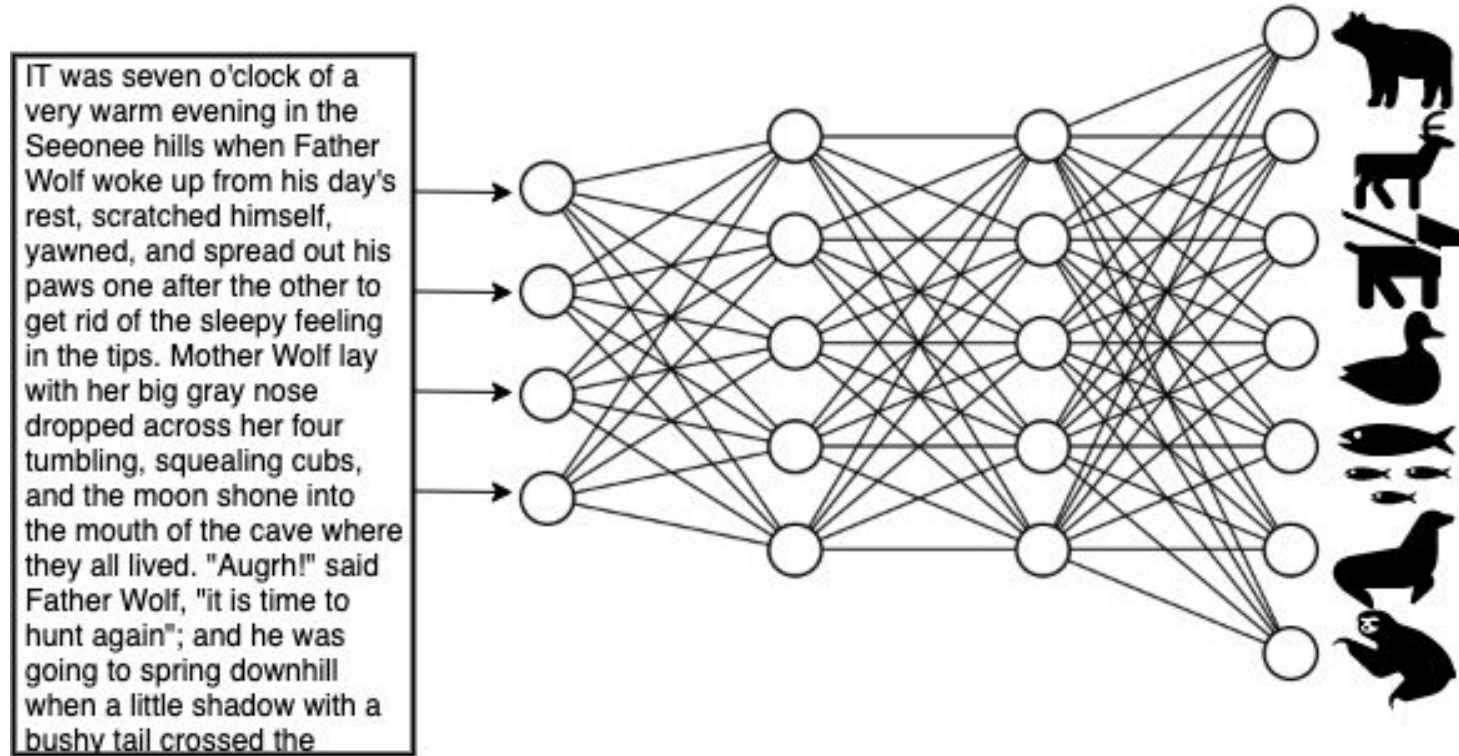 IT was seven o'clock of a
very warm evening in the
Seeonee hills when Father
Wolf woke up from his day's
rest, scratched himself,
yawned, and spread out his
paws one after the other to
get rid of the sleepy feeling
in the tips. Mother Wolf lay
with her big gray nose
dropped across her four
tumbling, squealing cubs,
and the moon shone into
the mouth of the cave where
they all lived. "Augrh!" said
Father Wolf, "it is time to
hunt again"; and he was
going to spring downhill
when a little shadow with a
bushy tail crossed the